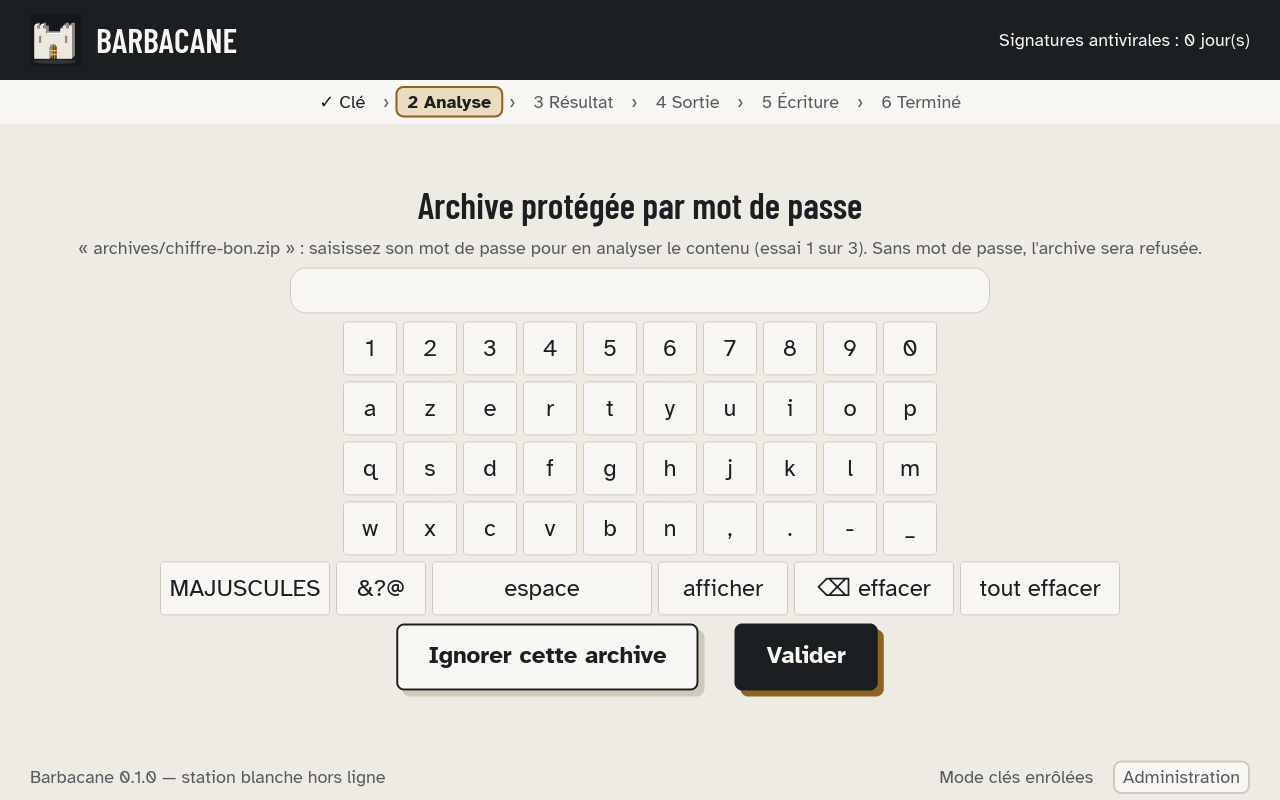 BARBACANE
Signatures antivirales : 0 jour(s)
✓ Clé › 2 Analyse › 3 Résultat › 4 Sortie › 5 Écriture › 6 Terminé
Archive protégée par mot de passe
« archives/chiffre-bon.zip » : saisissez son mot de passe pour en analyser le contenu (essai 1 sur 3). Sans mot de passe, l'archive sera refusée.
1 2 3 4 5 6 7 8 9 0
a z e r t y u i o p
q s d f g h j k l m
w x c v b n , . - _
MAJUSCULES &?@ espace afficher ⌫ effacer tout effacer
Ignorer cette archive Valider
Barbacane 0.1.0 — station blanche hors ligne
Mode clés enrôlées Administration